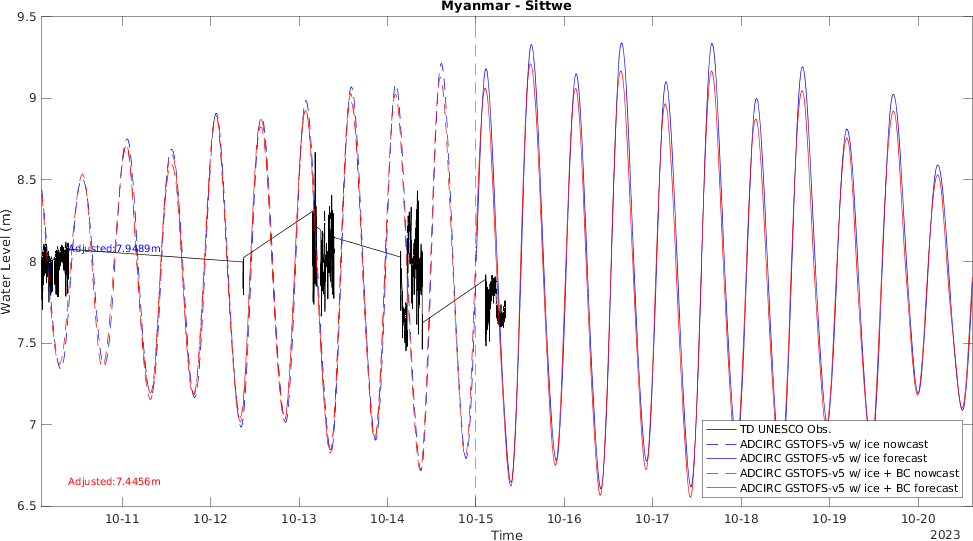 Myanmar - Sittwe
Water Level (m)
9.5
9
8.5
8
7.5
7
6.5
Adjusted:7.9489m
Adjusted:7.4456m
TD UNESCO Obs.
ADCIRC GSTOFS-v5 w/ ice nowcast
ADCIRC GSTOFS-v5 w/ ice forecast
ADCIRC GSTOFS-v5 w/ ice + BC nowcast
ADCIRC GSTOFS-v5 w/ ice + BC forecast
10-11 10-12 10-13 10-14 10-15 10-16 10-17 10-18 10-19 10-20
Time
2023